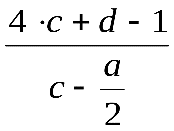 4 ·c + d - 1
c - a/2